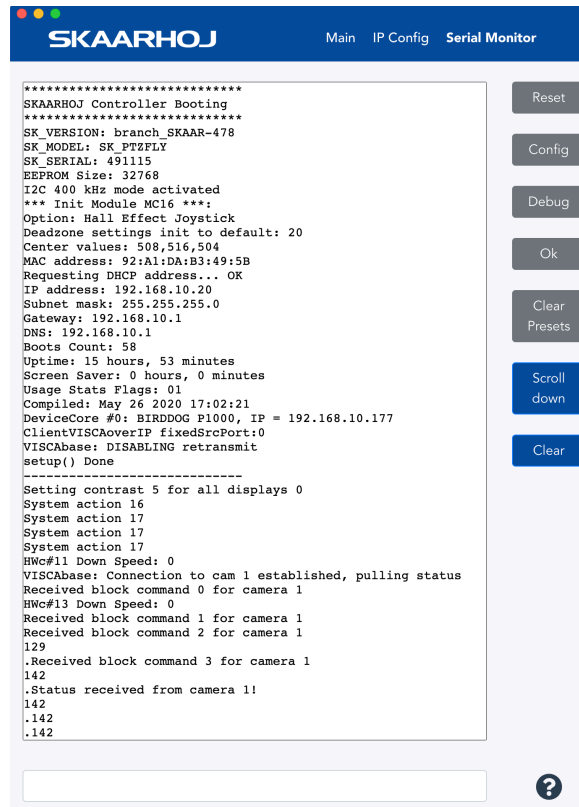 SKAARHOJ
Main IP Config Serial Monitor
*****************************
SKAARHOJ Controller Booting
*****************************
SK_VERSION: branch_SKAAR-478
SK_MODEL: SK_PTZFLY
SK_SERIAL: 491115
EEPROM Size: 32768
I2C 400 kHz mode activated
*** Init Module MC16 ***:
Option: Hall Effect Joystick
Deadzone settings init to default: 20
Center values: 508,516,504
MAC address: 92:A1:DA:B3:49:5B
Requesting DHCP address... OK
IP address: 192.168.10.20
Subnet mask: 255.255.255.0
Gateway: 192.168.10.1
DNS: 192.168.10.1
Boots Count: 58
Uptime: 15 hours, 53 minutes
Screen Saver: 0 hours, 0 minutes
Usage Stats Flags: 01
Compiled: May 26 2020 17:02:21
DeviceCore #0: BIRDDOG P1000, IP = 192.168.10.177
ClientVISCAoverIP fixedSrcPort:0
VISCAbase: DISABLING retransmit
setup() Done
-----------------------------
Setting contrast 5 for all displays 0
System action 16
System action 17
System action 17
System action 17
HWc#11 Down Speed: 0
VISCAbase: Connection to cam 1 established, pulling status
Received block command 0 for camera 1
HWc#13 Down Speed: 0
Received block command 1 for camera 1
Received block command 2 for camera 1
129
.Received block command 3 for camera 1
142
.Status received from camera 1!
142
.142
.142
Reset
Config
Debug
Ok
Clear
Presets
Scroll
down
Clear
?